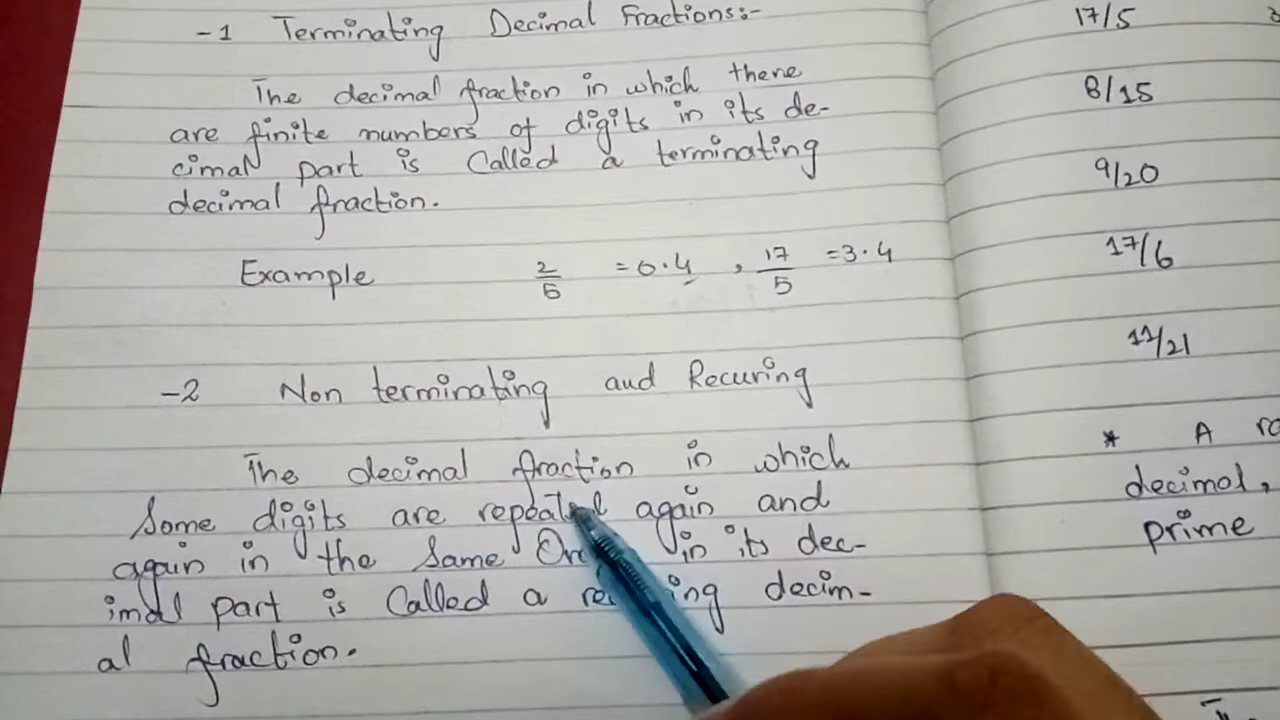 -1 Terminating Decimal Fractions:-
The decimal fraction in which there
are finite numbers of digits in its de-
cimal part is Called a terminating
decimal fraction.
Example 2/5 = 0.4 , 17/5 = 3.4
-2 Non terminating and Recuring
The decimal fraction in which
Some digits are repeated again and
again in the Same in its dec-
imal part is Called a decim-
al fraction.
17/5
8/15
9/20
17/6
11/21
* A
decimal,
prime